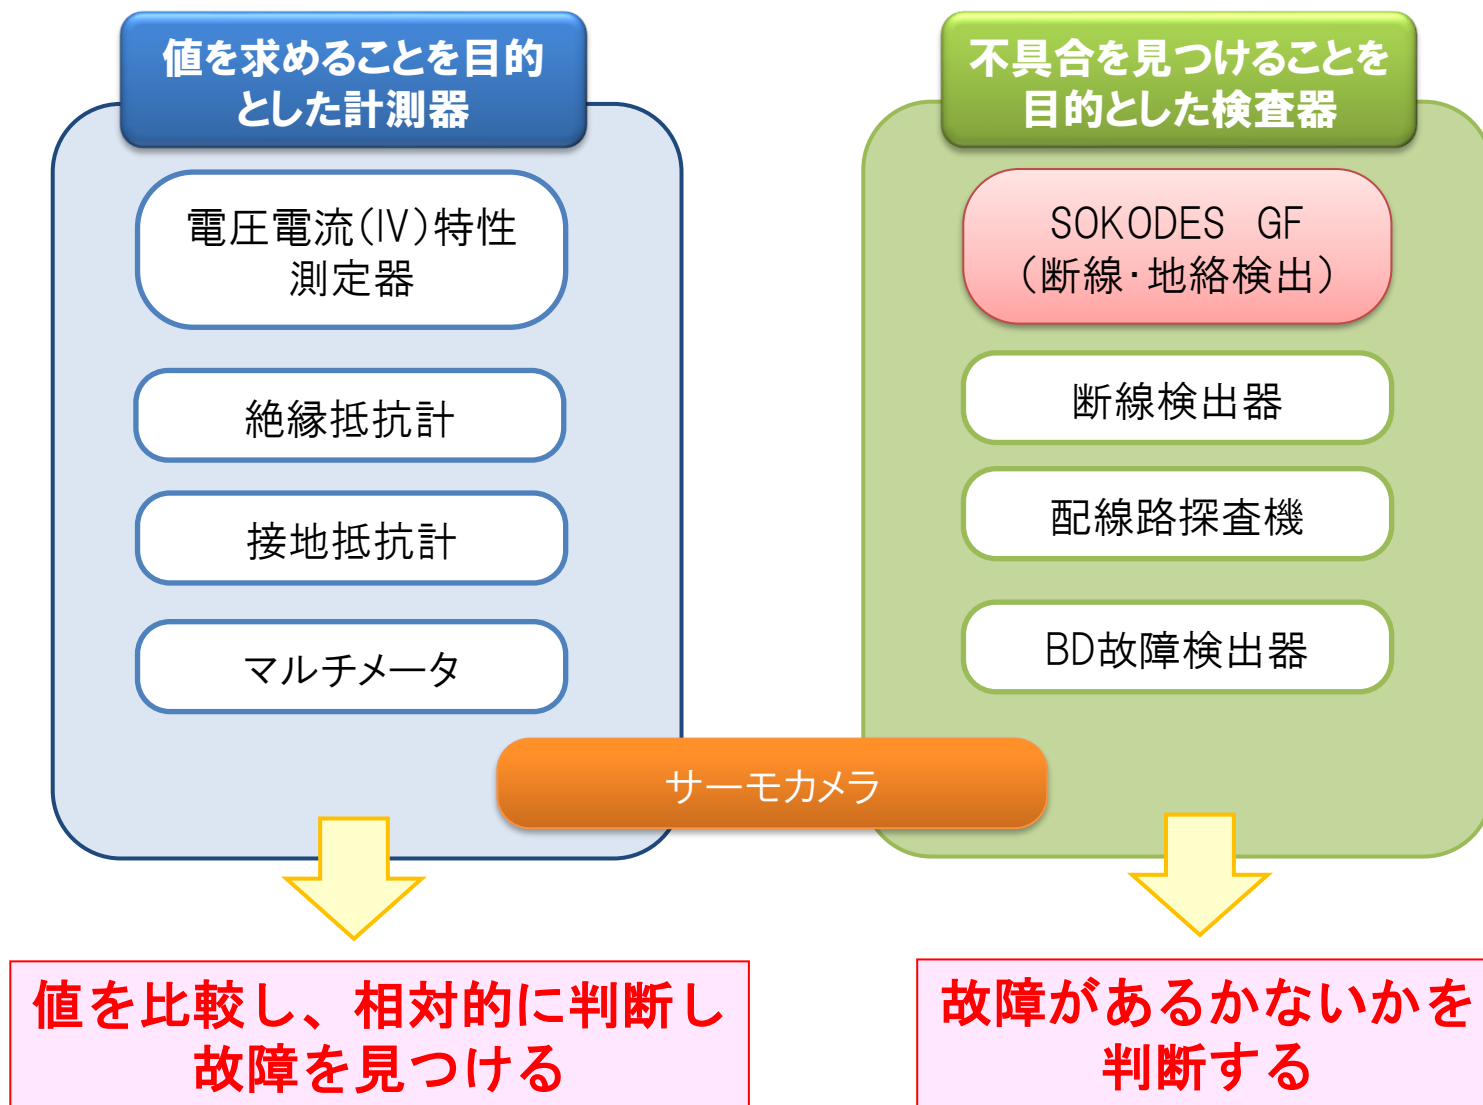 値を求めることを目的
とした計測器
電圧電流(IV)特性
測定器
絶縁抵抗計
接地抵抗計
マルチメータ
不具合を見つけることを
目的とした検査器
SOKODES GF
(断線・地絡検出)
断線検出器
配線路探査機
BD故障検出器
サーモカメラ
値を比較し、相対的に判断し
故障を見つける
故障があるかないかを
判断する